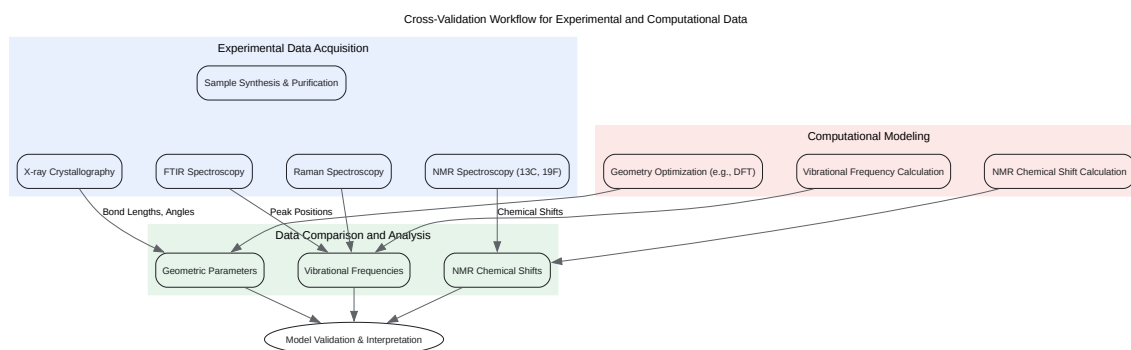 Cross-Validation Workflow for Experimental and Computational Data
Experimental Data Acquisition
Sample Synthesis & Purification
Computational Modeling
X-ray Crystallography
FTIR Spectroscopy
Raman Spectroscopy
NMR Spectroscopy (13C, 19F)
Geometry Optimization (e.g., DFT)
Vibrational Frequency Calculation
NMR Chemical Shift Calculation
Bond Lengths, Angles
Peak Positions
Chemical Shifts
Data Comparison and Analysis
Geometric Parameters
Vibrational Frequencies
NMR Chemical Shifts
Model Validation & Interpretation